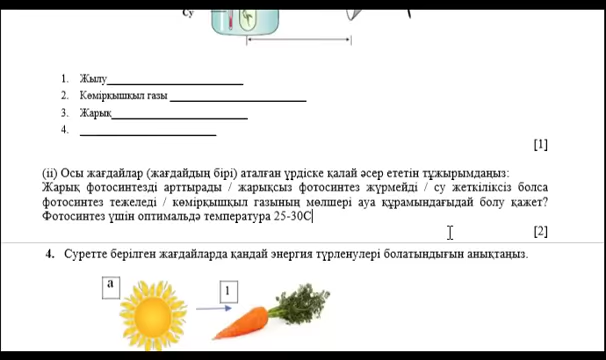 Су
1. Жылу
2. Көмірқышқыл газы
3. Жарық
4.
[1]
(ii) Осы жағдайлар (жағдайдың бірі) аталған үрдіске қалай әсер ететін тұжырымдаңыз:
Жарық фотосинтезді арттырады / жарықсыз фотосинтез жүрмейді / су жеткіліксіз болса
фотосинтез тежеледі / көмірқышқыл газының мөлшері ауа құрамындағыдай болу қажет?
Фотосинтез үшін оптимальдә температура 25-30С
[2]
4. Суретте берілген жағдайларда қандай энергия түрленулері болатындығын анықтаңыз.
а
1